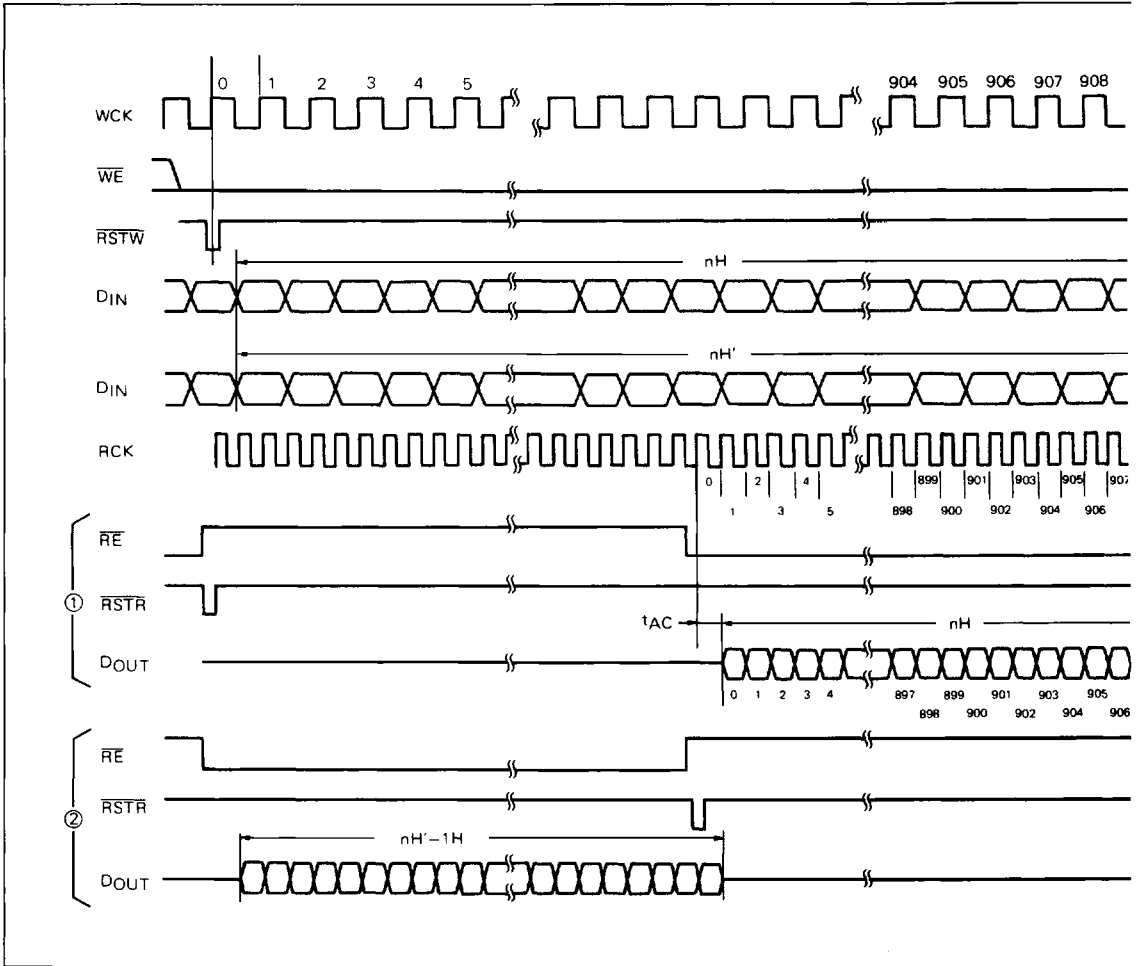 0 1 2 3 4 5 904 905 906 907 908
WCK
WE
RSTW
nH
DIN
nH'
DIN
RCK
0 2 4 899 901 903 905 907
1 3 5 898 900 902 904 906
① RE
RSTR
tAC nH
DOUT
0 1 2 3 4 897 899 901 903 905
898 900 902 904 906
② RE
RSTR
nH'-1H
DOUT